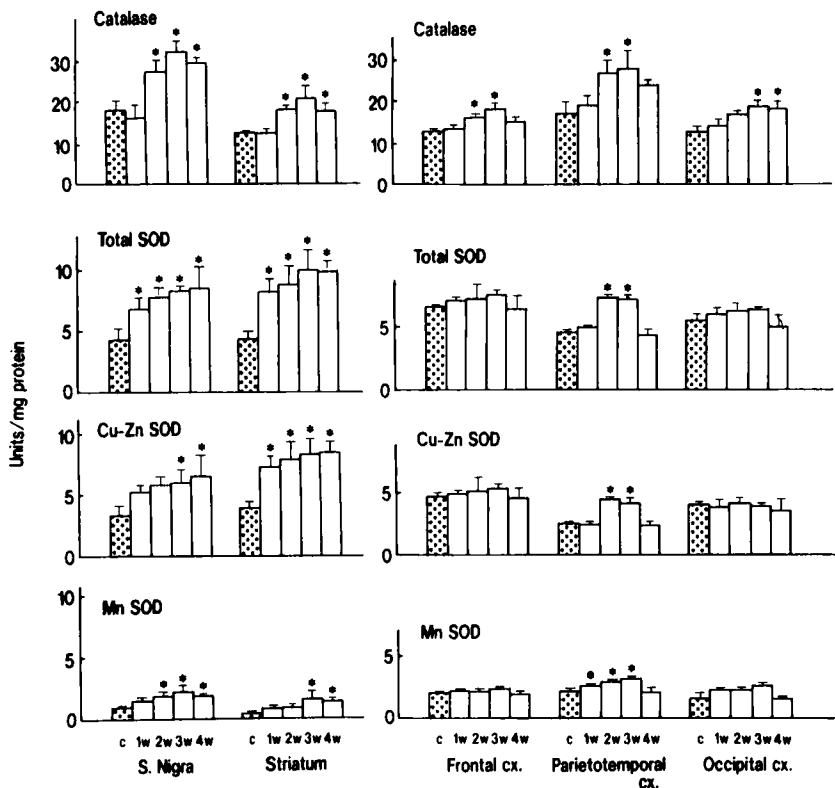 Catalase
* * *
* * *
30
20
10
0
Catalase
* *
* *
* *
30
20
10
0
Total SOD
* * * *
* * * *
10
5
0
Total SOD
* *
5
0
Units/mg protein
Cu-Zn SOD
* *
* * * *
10
5
0
Cu-Zn SOD
* *
5
0
Mn SOD
* * *
* *
10
5
0
Mn SOD
* * *
5
0
c 1w 2w 3w 4w c 1w 2w 3w 4w
S. Nigra Striatum
c 1w 2w 3w 4w c 1w 2w 3w 4w c 1w 2w 3w 4w
Frontal cx. Parietotemporal cx. Occipital cx.